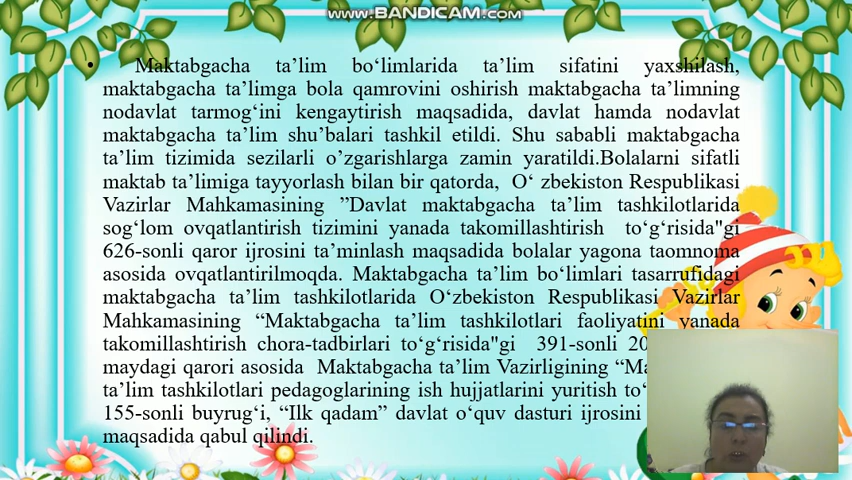 www.BANDICAM.com
• Maktabgacha ta’lim bo‘limlarida ta’lim sifatini yaxshilash,
maktabgacha ta’limga bola qamrovini oshirish maktabgacha ta’limning
nodavlat tarmog‘ini kengaytirish maqsadida, davlat hamda nodavlat
maktabgacha ta’lim shu’balari tashkil etildi. Shu sababli maktabgacha
ta’lim tizimida sezilarli o’zgarishlarga zamin yaratildi.Bolalarni sifatli
maktab ta’limiga tayyorlash bilan bir qatorda, O‘ zbekiston Respublikasi
Vazirlar Mahkamasining ”Davlat maktabgacha ta’lim tashkilotlarida
sog‘lom ovqatlantirish tizimini yanada takomillashtirish to‘g‘risida"gi
626-sonli qaror ijrosini ta’minlash maqsadida bolalar yagona taomnoma
asosida ovqatlantirilmoqda. Maktabgacha ta’lim bo‘limlari tasarrufidagi
maktabgacha ta’lim tashkilotlarida O‘zbekiston Respublikasi Vazirlar
Mahkamasining “Maktabgacha ta’lim tashkilotlari faoliyatini yanada
takomillashtirish chora-tadbirlari to‘g‘risida"gi 391-sonli
maydagi qarori asosida Maktabgacha ta’lim Vazirligining
ta’lim tashkilotlari pedagoglarining ish hujjatlarini yuritish
155-sonli buyrug‘i, “Ilk qadam” davlat o‘quv dasturi ijrosini
maqsadida qabul qilindi.